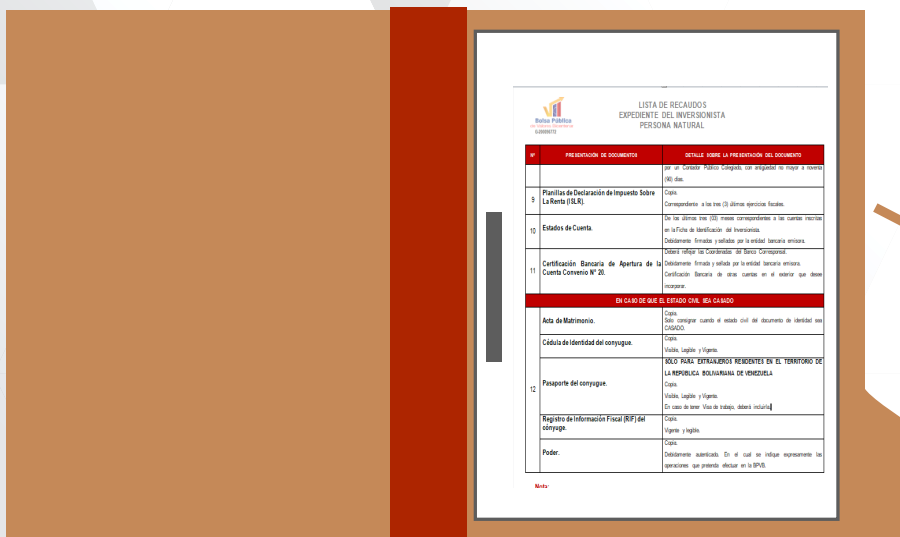 LISTA DE RECAUDOS
EXPEDIENTE DEL INVERSIONISTA
PERSONA NATURAL
Bolsa Pública
Nº PRESENTACIÓN DE DOCUMENTOS DETALLE SOBRE LA PRESENTACIÓN DEL DOCUMENTO
por un Contador Público Colegiado, con antigüedad no mayor a noventa
(90) días.
9
Planillas de Declaración de Impuesto Sobre
La Renta (ISLR).
Copia.
Correspondiente a los tres (3) últimos ejercicios fiscales.
10
Estados de Cuenta.
De los últimos tres (03) meses correspondientes a las cuentas inscritas
en la Ficha de Identificación del Inversionista.
Debidamente firmados y sellados por la entidad bancaria emisora.
11
Certificación Bancaria de Apertura de la
Cuenta Convenio Nº 20.
Deberá reflejar las Coordenadas del Banco Corresponsal.
Debidamente firmada y sellada por la entidad bancaria emisora.
Certificación Bancaria de otras cuentas en el exterior que desee
incorporar.
EN CASO DE QUE EL ESTADO CIVIL SEA CASADO
12
Acta de Matrimonio.
Copia.
Solo consignar cuando el estado civil del documento de identidad sea
CASADO.
Cédula de Identidad del conyugue.
Copia.
Visible, Legible y Vigente.
Pasaporte del conyugue.
SOLO PARA EXTRANJEROS RESIDENTES EN EL TERRITORIO DE
LA REPÚBLICA BOLIVARIANA DE VENEZUELA
Copia.
Visible, Legible y Vigente.
En caso de tener Visa de trabajo, deberá incluirla.
Registro de Información Fiscal (RIF) del
cónyuge.
Copia.
Vigente y legible.
Poder.
Copia.
Debidamente autenticado. En el cual se indique expresamente las
operaciones que pretenda efectuar en la BPVB.
Nota: